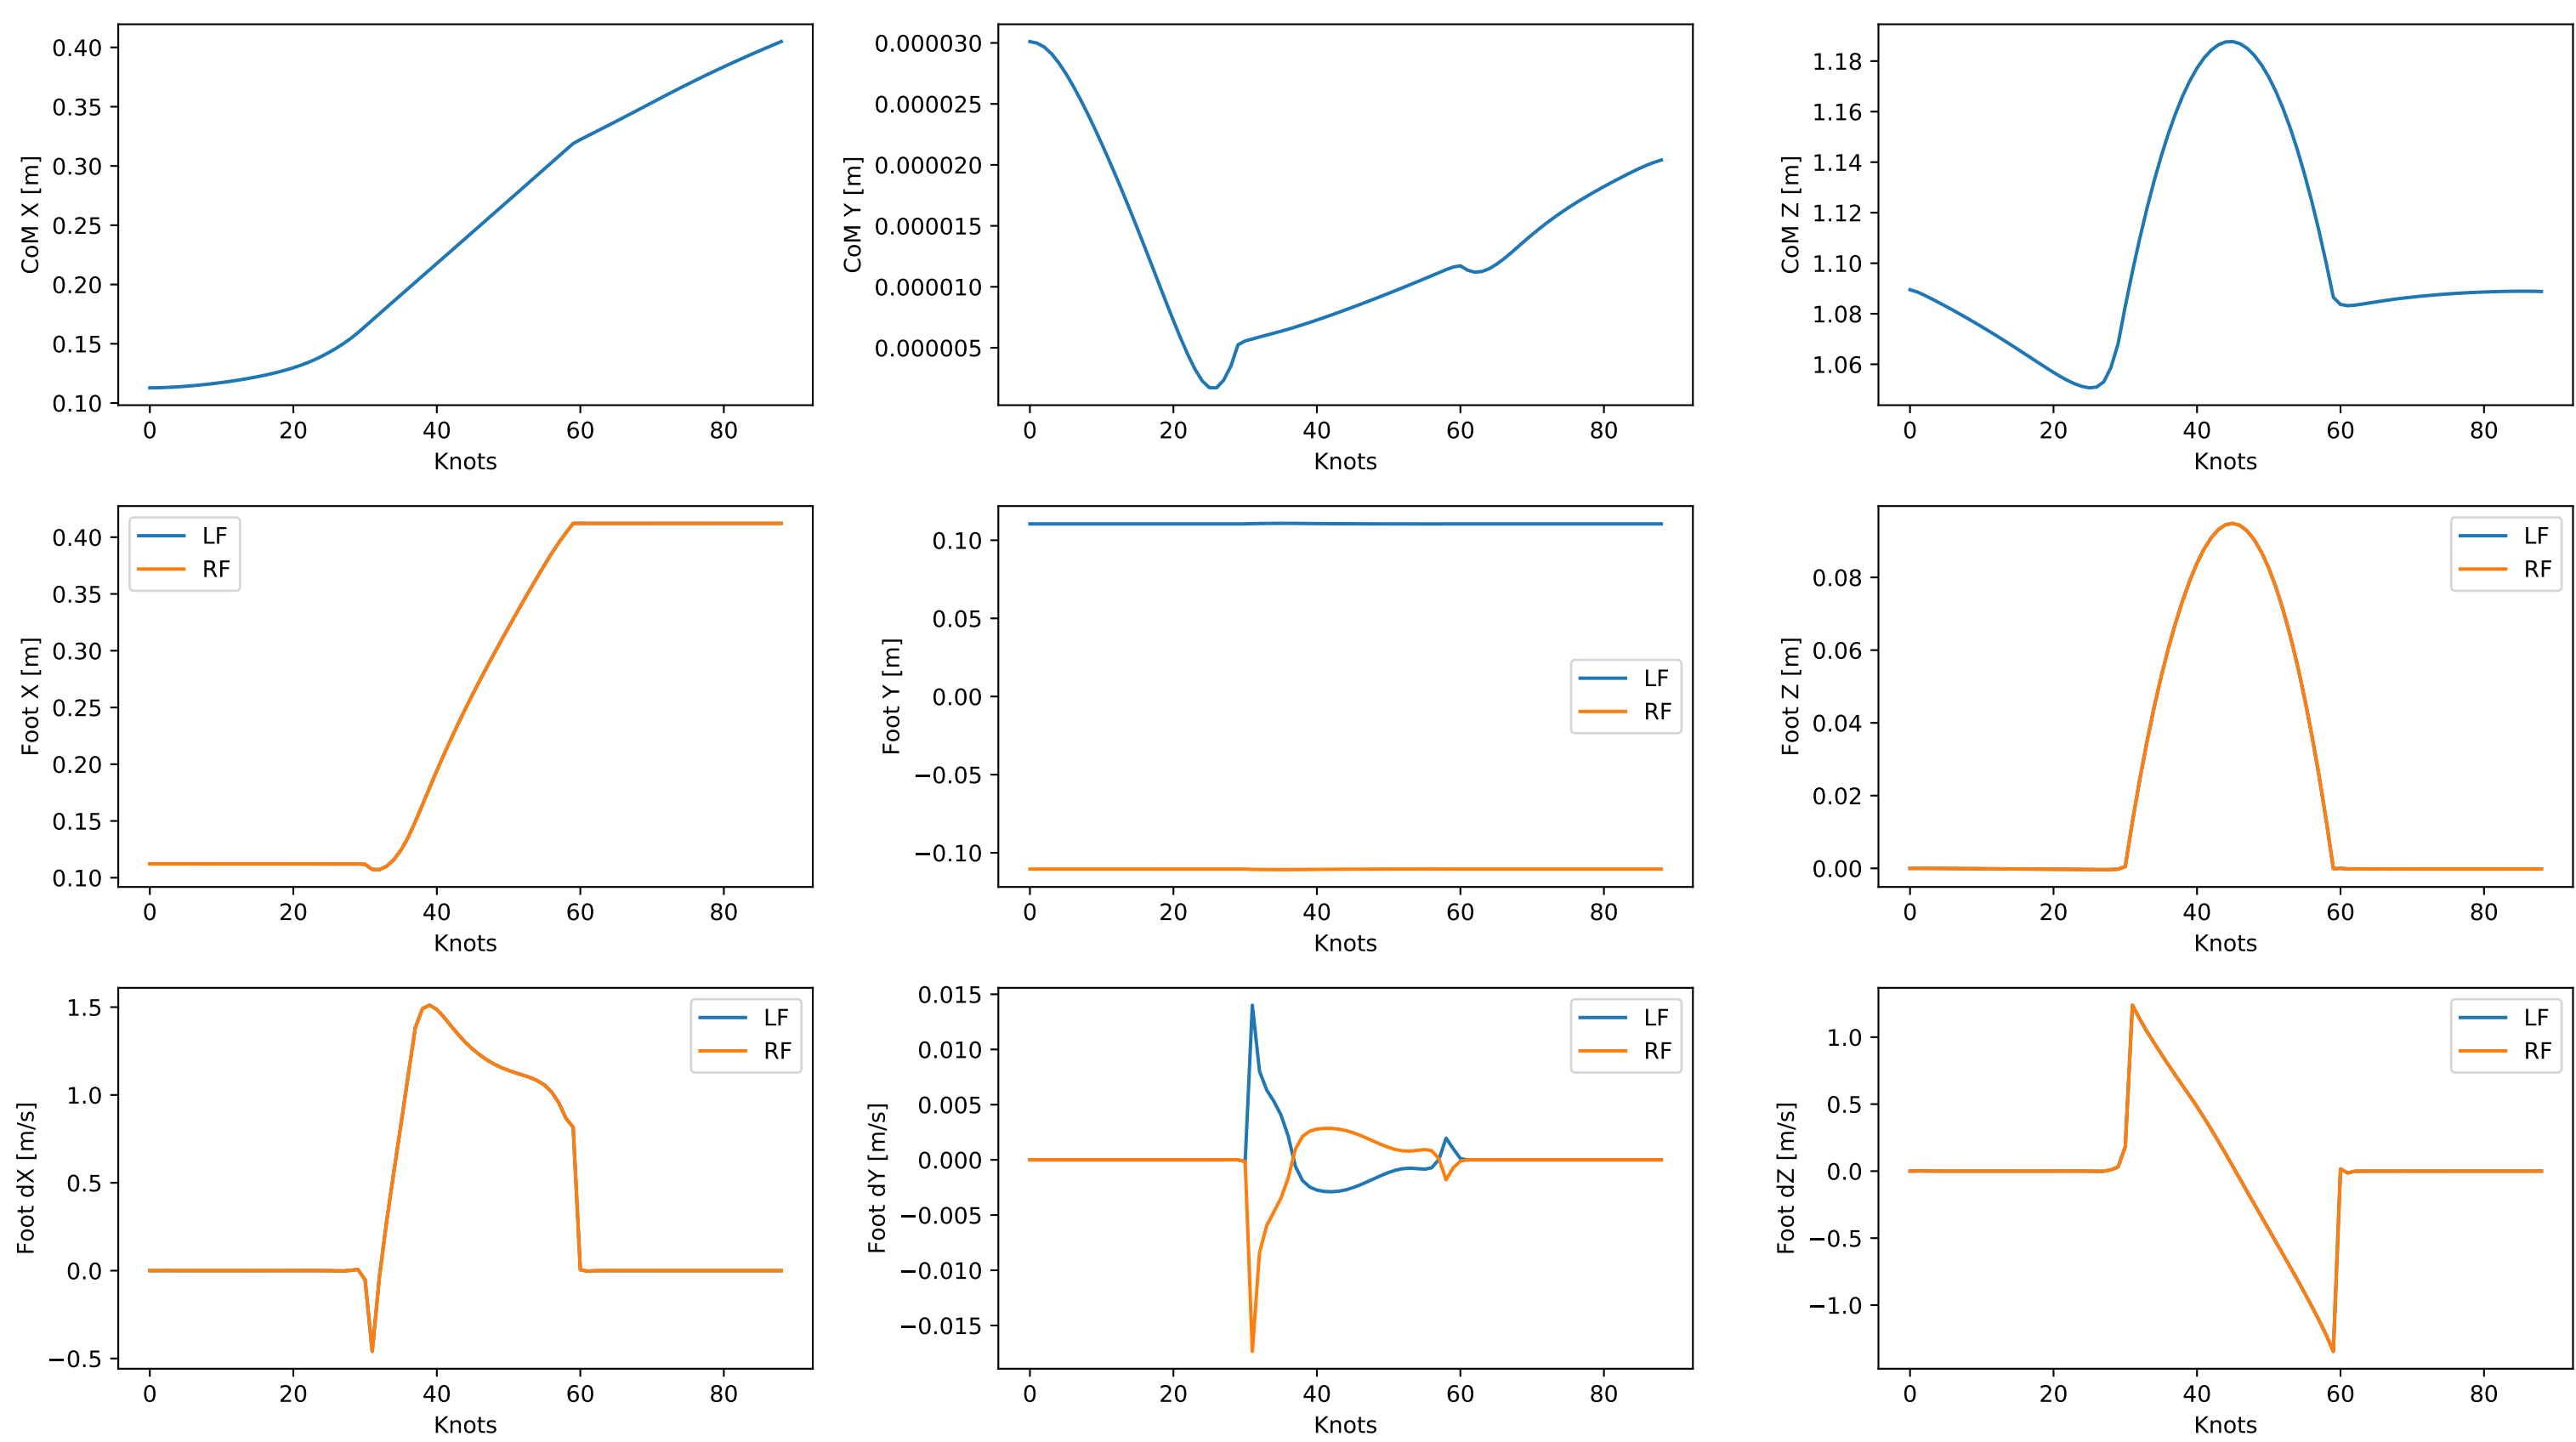 0.40
0.35
0.30
0.25
0.20
0.15
0.10
CoM X [m]
0 20 40 60 80
Knots
0.000030
0.000025
0.000020
0.000015
0.000010
0.000005
CoM Y [m]
0 20 40 60 80
Knots
1.18
1.16
1.14
1.12
1.10
1.08
1.06
CoM Z [m]
0 20 40 60 80
Knots
0.40
0.35
0.30
0.25
0.20
0.15
0.10
Foot X [m]
LF
RF
0 20 40 60 80
Knots
0.10
0.05
0.00
−0.05
−0.10
Foot Y [m]
LF
RF
0 20 40 60 80
Knots
0.08
0.06
0.04
0.02
0.00
Foot Z [m]
LF
RF
0 20 40 60 80
Knots
1.5
1.0
0.5
0.0
−0.5
Foot dX [m/s]
LF
RF
0 20 40 60 80
Knots
0.015
0.010
0.005
0.000
−0.005
−0.010
−0.015
Foot dY [m/s]
LF
RF
0 20 40 60 80
Knots
1.0
0.5
0.0
−0.5
−1.0
Foot dZ [m/s]
LF
RF
0 20 40 60 80
Knots